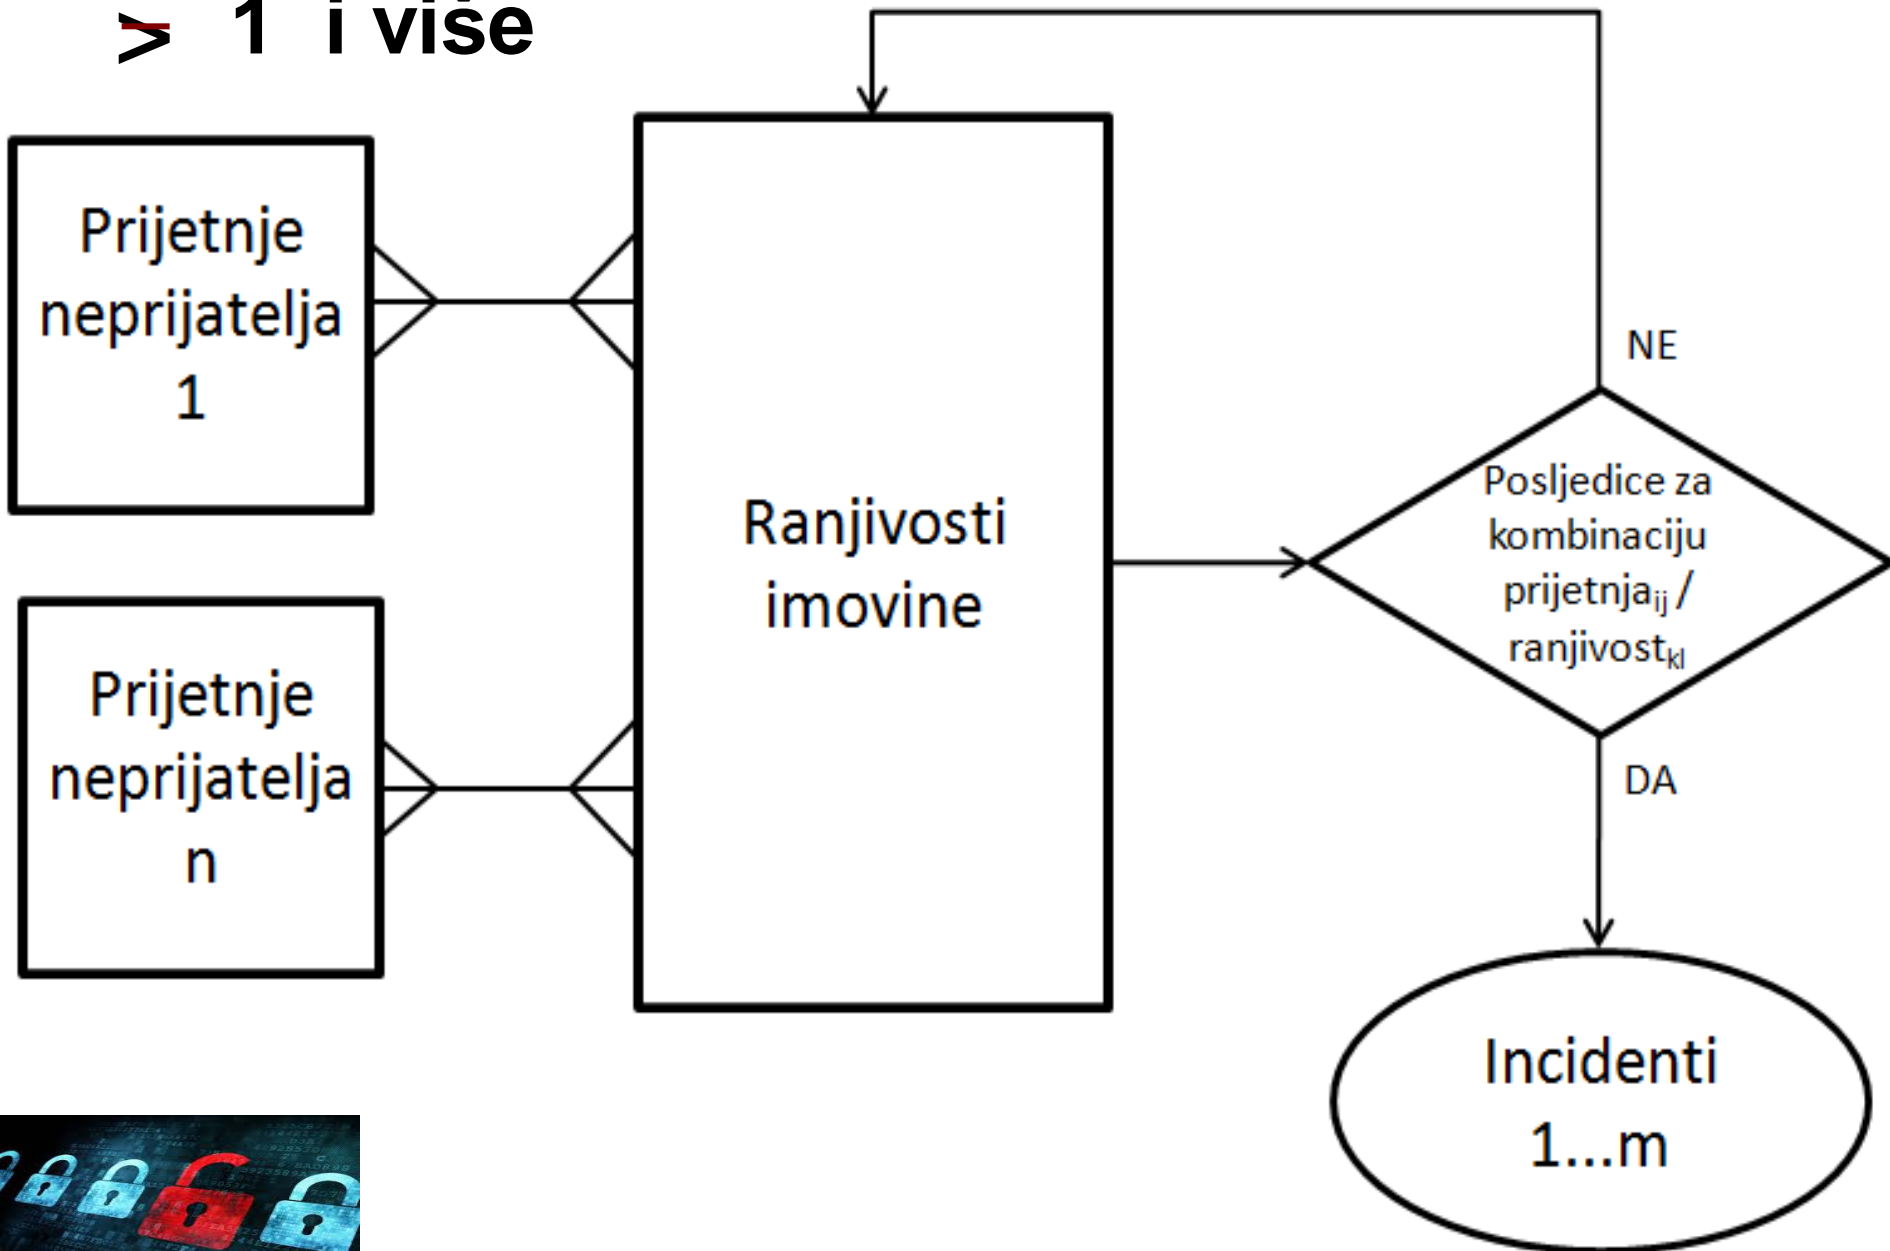 > 1 i više
Prijetnje
neprijatelja
1
Prijetnje
neprijatelja
n
Ranjivosti
imovine
NE
Posljedice za
kombinaciju
prijetnjaij /
ranjivostkl
DA
Incidenti
1...m